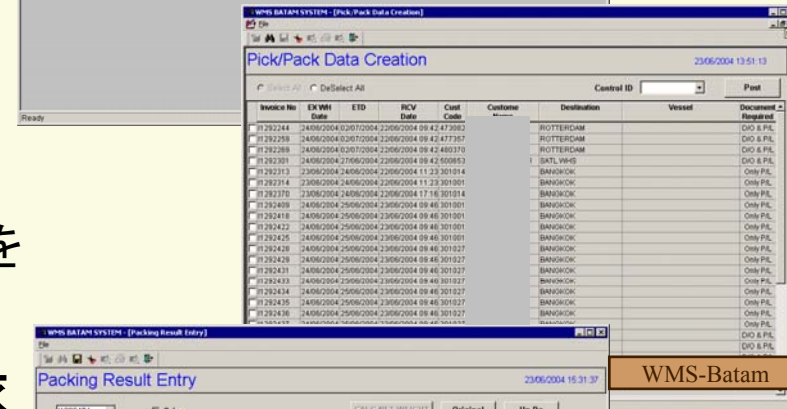 WMS BATAM SYSTEM - [Pick/Pack Data Creation]
File
Pick/Pack Data Creation
23/06/2004 13:51:13
Select All DeSelect All Control ID Post
Invoice No EX WH Date ETD RCV Date Cust Code Custome Destination Vessel Document Required
I1292244 24/06/2004 02/07/2004 22/06/2004 09:42 473082 ROTTERDAM D/O & P/L
I1292259 24/06/2004 02/07/2004 22/06/2004 09:42 477357 ROTTERDAM D/O & P/L
I1292289 24/06/2004 02/07/2004 22/06/2004 09:42 480370 ROTTERDAM D/O & P/L
I1292301 24/06/2004 27/06/2004 22/06/2004 09:42 500853 SATL WHS D/O & P/L
I1292313 23/06/2004 24/06/2004 22/06/2004 11:23 301014 BANGKOK Only P/L
I1292314 23/06/2004 24/06/2004 22/06/2004 11:23 301001 BANGKOK Only P/L
I1292370 24/06/2004 24/06/2004 22/06/2004 17:16 301014 BANGKOK Only P/L
I1292409 24/06/2004 25/06/2004 23/06/2004 09:46 301001 BANGKOK Only P/L
I1292418 24/06/2004 25/06/2004 23/06/2004 09:46 301001 BANGKOK Only P/L
I1292422 24/06/2004 25/06/2004 23/06/2004 09:46 301001 BANGKOK Only P/L
I1292425 24/06/2004 25/06/2004 23/06/2004 09:46 301001 BANGKOK Only P/L
I1292428 24/06/2004 25/06/2004 23/06/2004 09:46 301027 BANGKOK Only P/L
I1292429 24/06/2004 25/06/2004 23/06/2004 09:46 301027 BANGKOK Only P/L
I1292431 24/06/2004 25/06/2004 23/06/2004 09:46 301027 BANGKOK Only P/L
I1292433 24/06/2004 25/06/2004 23/06/2004 09:46 301027 BANGKOK Only P/L
I1292434 24/06/2004 25/06/2004 23/06/2004 09:46 301027 BANGKOK Only P/L
I1292435 24/06/2004 25/06/2004 23/06/2004 09:46 301027 BANGKOK Only P/L
I1292436 24/06/2004 25/06/2004 23/06/2004 09:46 301027 BANGKOK Only P/L
BANGKOK Only P/L
D/O & P/L
D/O & P/L
Ready
を
WMS BATAM SYSTEM - [Packing Result Entry]
File
Packing Result Entry
23/06/2004 15:31:37
Original
WMS-Batam